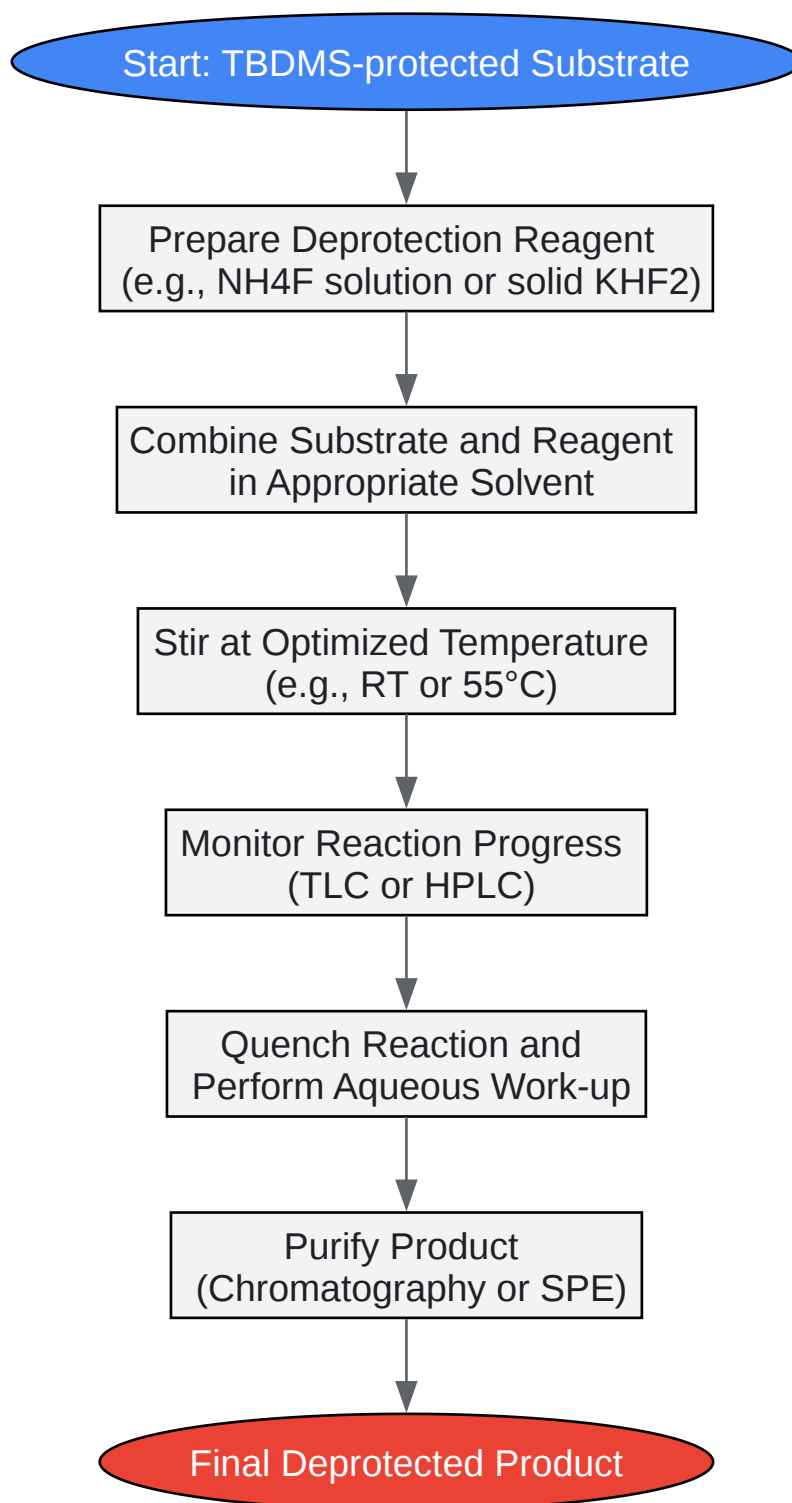 Start: TBDMS-protected Substrate
Prepare Deprotection Reagent
(e.g., NH4F solution or solid KHF2)
Combine Substrate and Reagent
in Appropriate Solvent
Stir at Optimized Temperature
(e.g., RT or 55°C)
Monitor Reaction Progress
(TLC or HPLC)
Quench Reaction and
Perform Aqueous Work-up
Purify Product
(Chromatography or SPE)
Final Deprotected Product